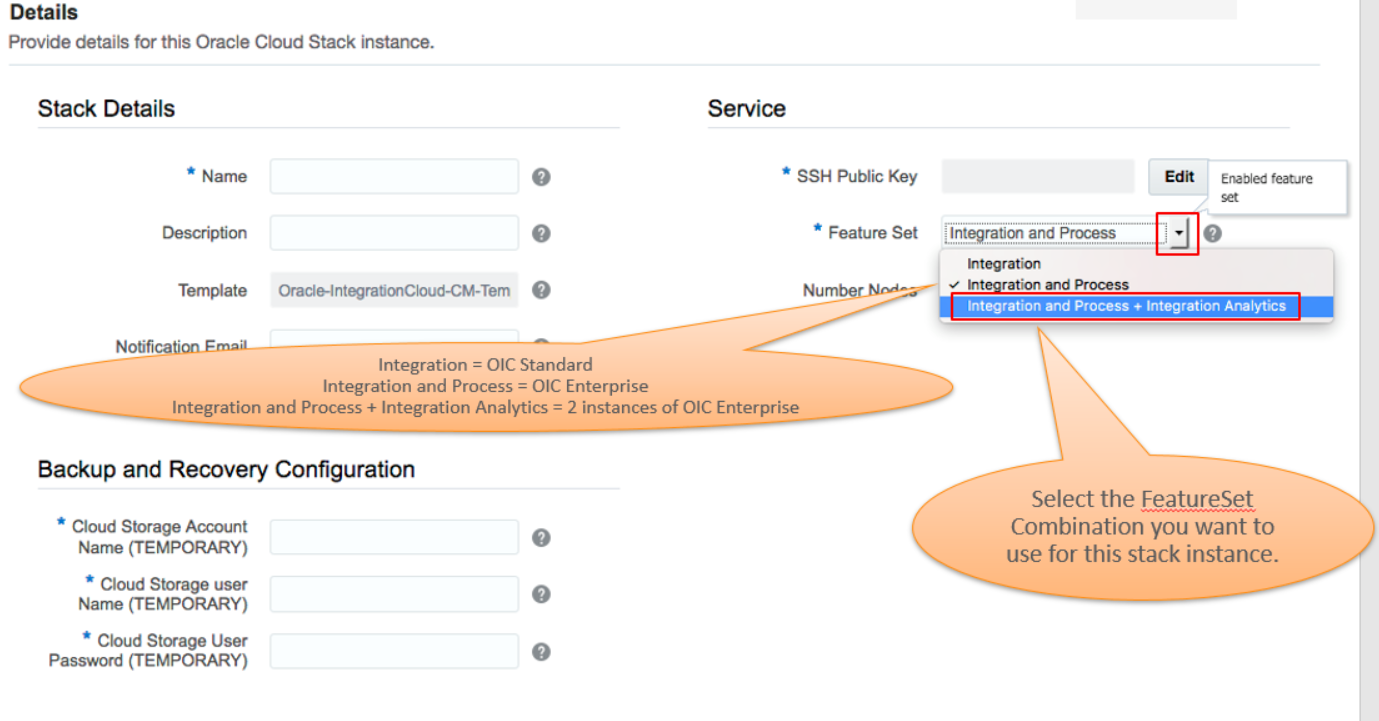 Details
Provide details for this Oracle Cloud Stack instance.
Stack Details
* Name
Description
Template
Oracle-IntegrationCloud-CM-Tem
Notification Email
Service
* SSH Public Key
Edit
Enabled feature
set
* Feature Set
Integration and Process
Integration
✓ Integration and Process
Integration and Process + Integration Analytics
Number Nodes
Integration = OIC Standard
Integration and Process = OIC Enterprise
Integration and Process + Integration Analytics = 2 instances of OIC Enterprise
Select the FeatureSet
Combination you want to
use for this stack instance.
Backup and Recovery Configuration
* Cloud Storage Account
Name (TEMPORARY)
* Cloud Storage user
Name (TEMPORARY)
* Cloud Storage User
Password (TEMPORARY)